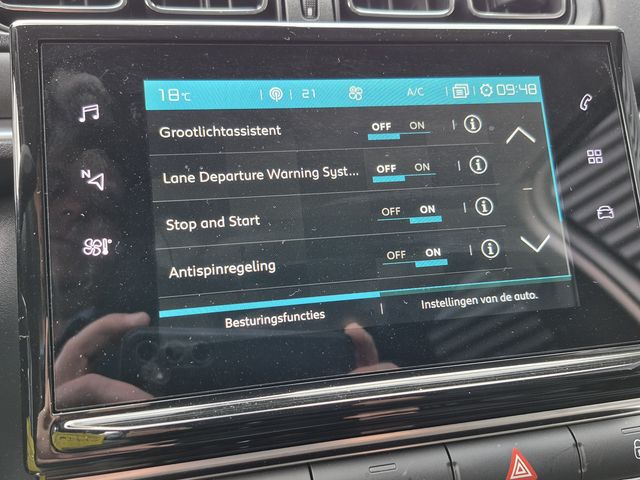 18°C 21 A/C 09:48
Grootlichtassistent OFF ON
Lane Departure Warning Syst... OFF ON
Stop and Start OFF ON
Antispinregeling OFF ON
Besturingsfuncties Instellingen van de auto.
N